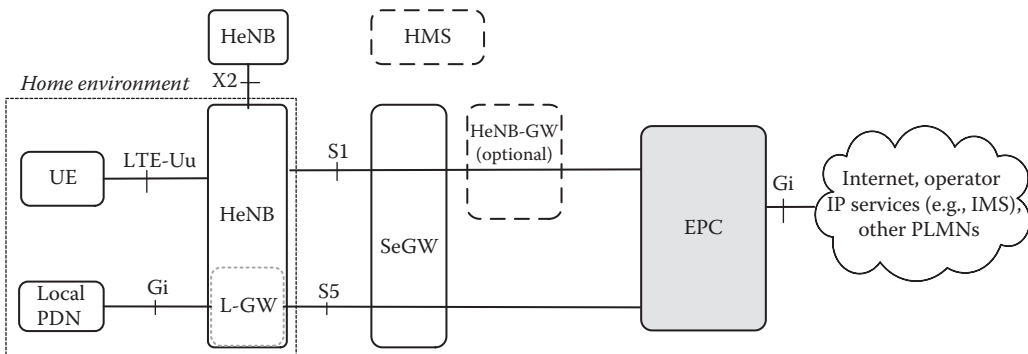 HeNB
HMS
X2
Home environment
HeNB-GW
(optional)
S1
LTE-Uu
UE
HeNB
Gi
Internet, operator
IP services (e.g., IMS),
other PLMNs
EPC
SeGW
Local
PDN
Gi
L-GW
S5